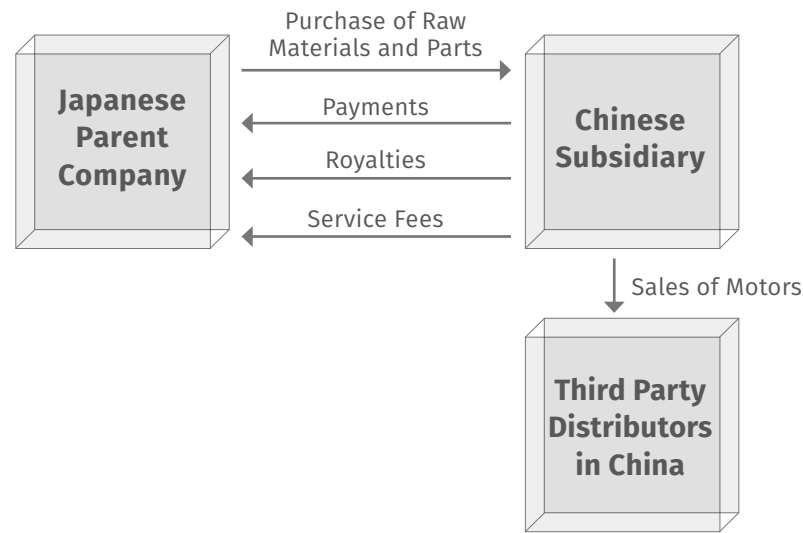 Purchase of Raw
Materials and Parts
Japanese
Parent
Company
Payments
Royalties
Service Fees
Chinese
Subsidiary
Sales of Motors
Third Party
Distributors
in China